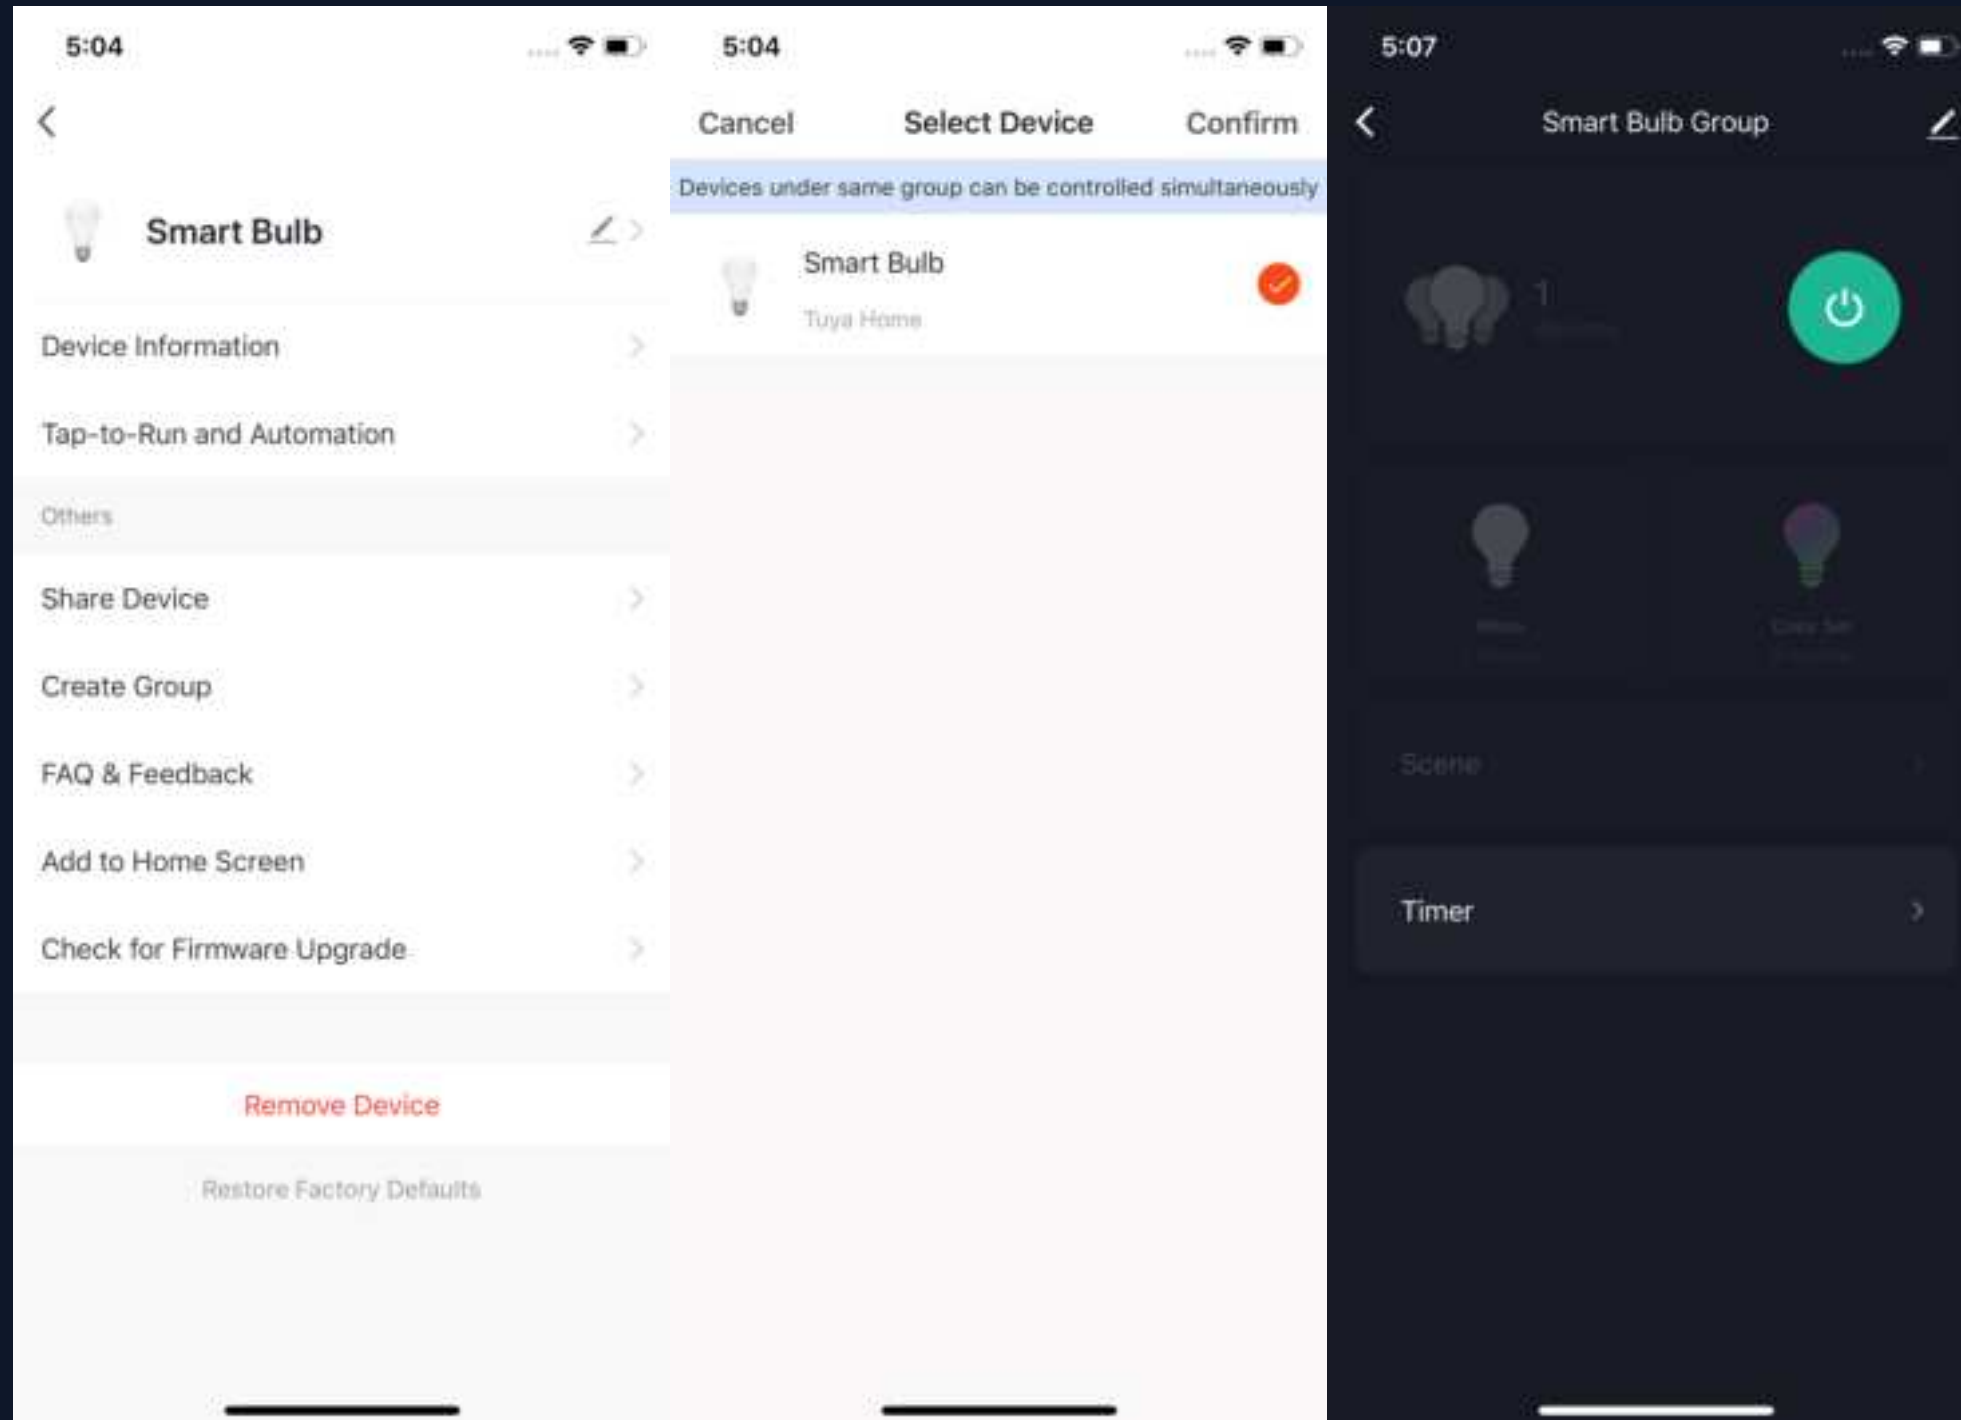 5:04
Smart Bulb
Device Information
Tap-to-Run and Automation
Others
Share Device
Create Group
FAQ & Feedback
Add to Home Screen
Check for Firmware Upgrade
Remove Device
Restore Factory Defaults
5:04
Cancel Select Device Confirm
Devices under same group can be controlled simultaneously
Smart Bulb
Tuya Home
5:07
Smart Bulb Group
1
Scene
Timer